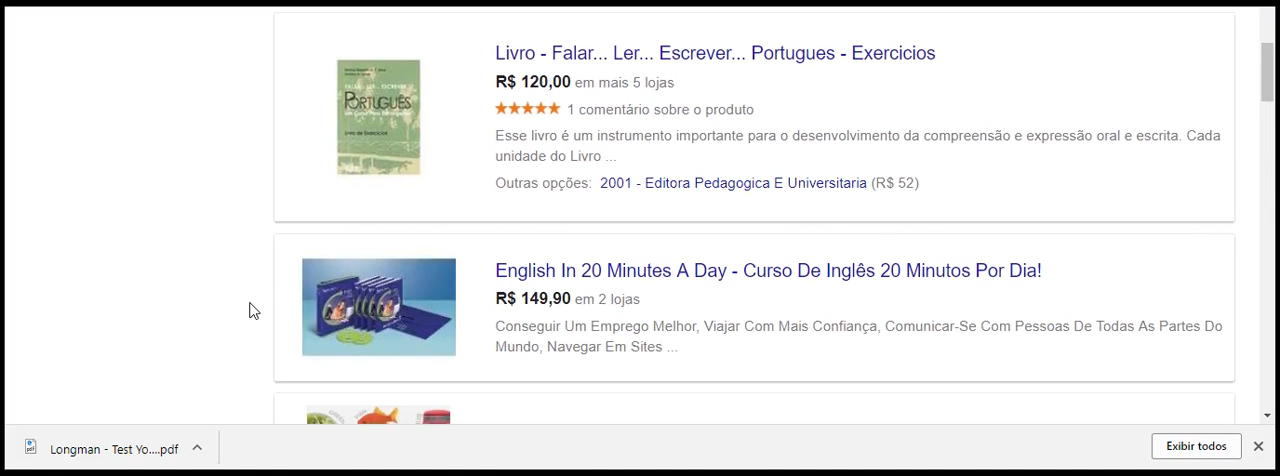 Livro - Falar... Ler... Escrever... Portugues - Exercicios
R$ 120,00 em mais 5 lojas
1 comentário sobre o produto
Esse livro é um instrumento importante para o desenvolvimento da compreensão e expressão oral e escrita. Cada
unidade do Livro ...
Outras opções: 2001 - Editora Pedagogica E Universitaria (R$ 52)
PORTUGUÊS
Livro de Exercícios
English In 20 Minutes A Day - Curso De Inglês 20 Minutos Por Dia!
R$ 149,90 em 2 lojas
Conseguir Um Emprego Melhor, Viajar Com Mais Confiança, Comunicar-Se Com Pessoas De Todas As Partes Do
Mundo, Navegar Em Sites ...
Longman - Test Yo....pdf
Exibir todos